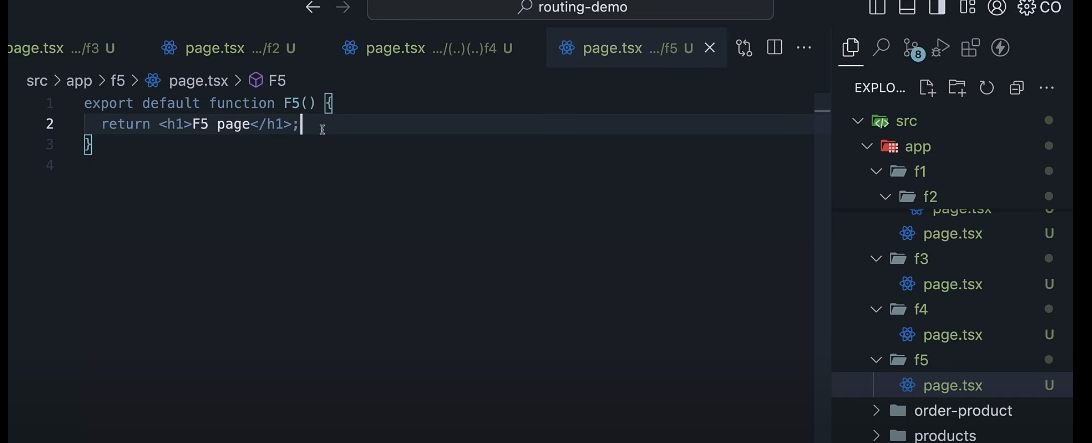 routing-demo
CO
page.tsx .../f3 U
page.tsx .../f2 U
page.tsx .../(..)(..)f4 U
page.tsx .../f5 U
src > app > f5 > page.tsx > F5
EXPLO...
8
1 export default function F5() {
2 return <h1>F5 page</h1>;
3 }
4
src
app
f1
f2
page.tsx U
page.tsx U
f3
page.tsx U
f4
page.tsx U
f5
page.tsx U
order-product
products